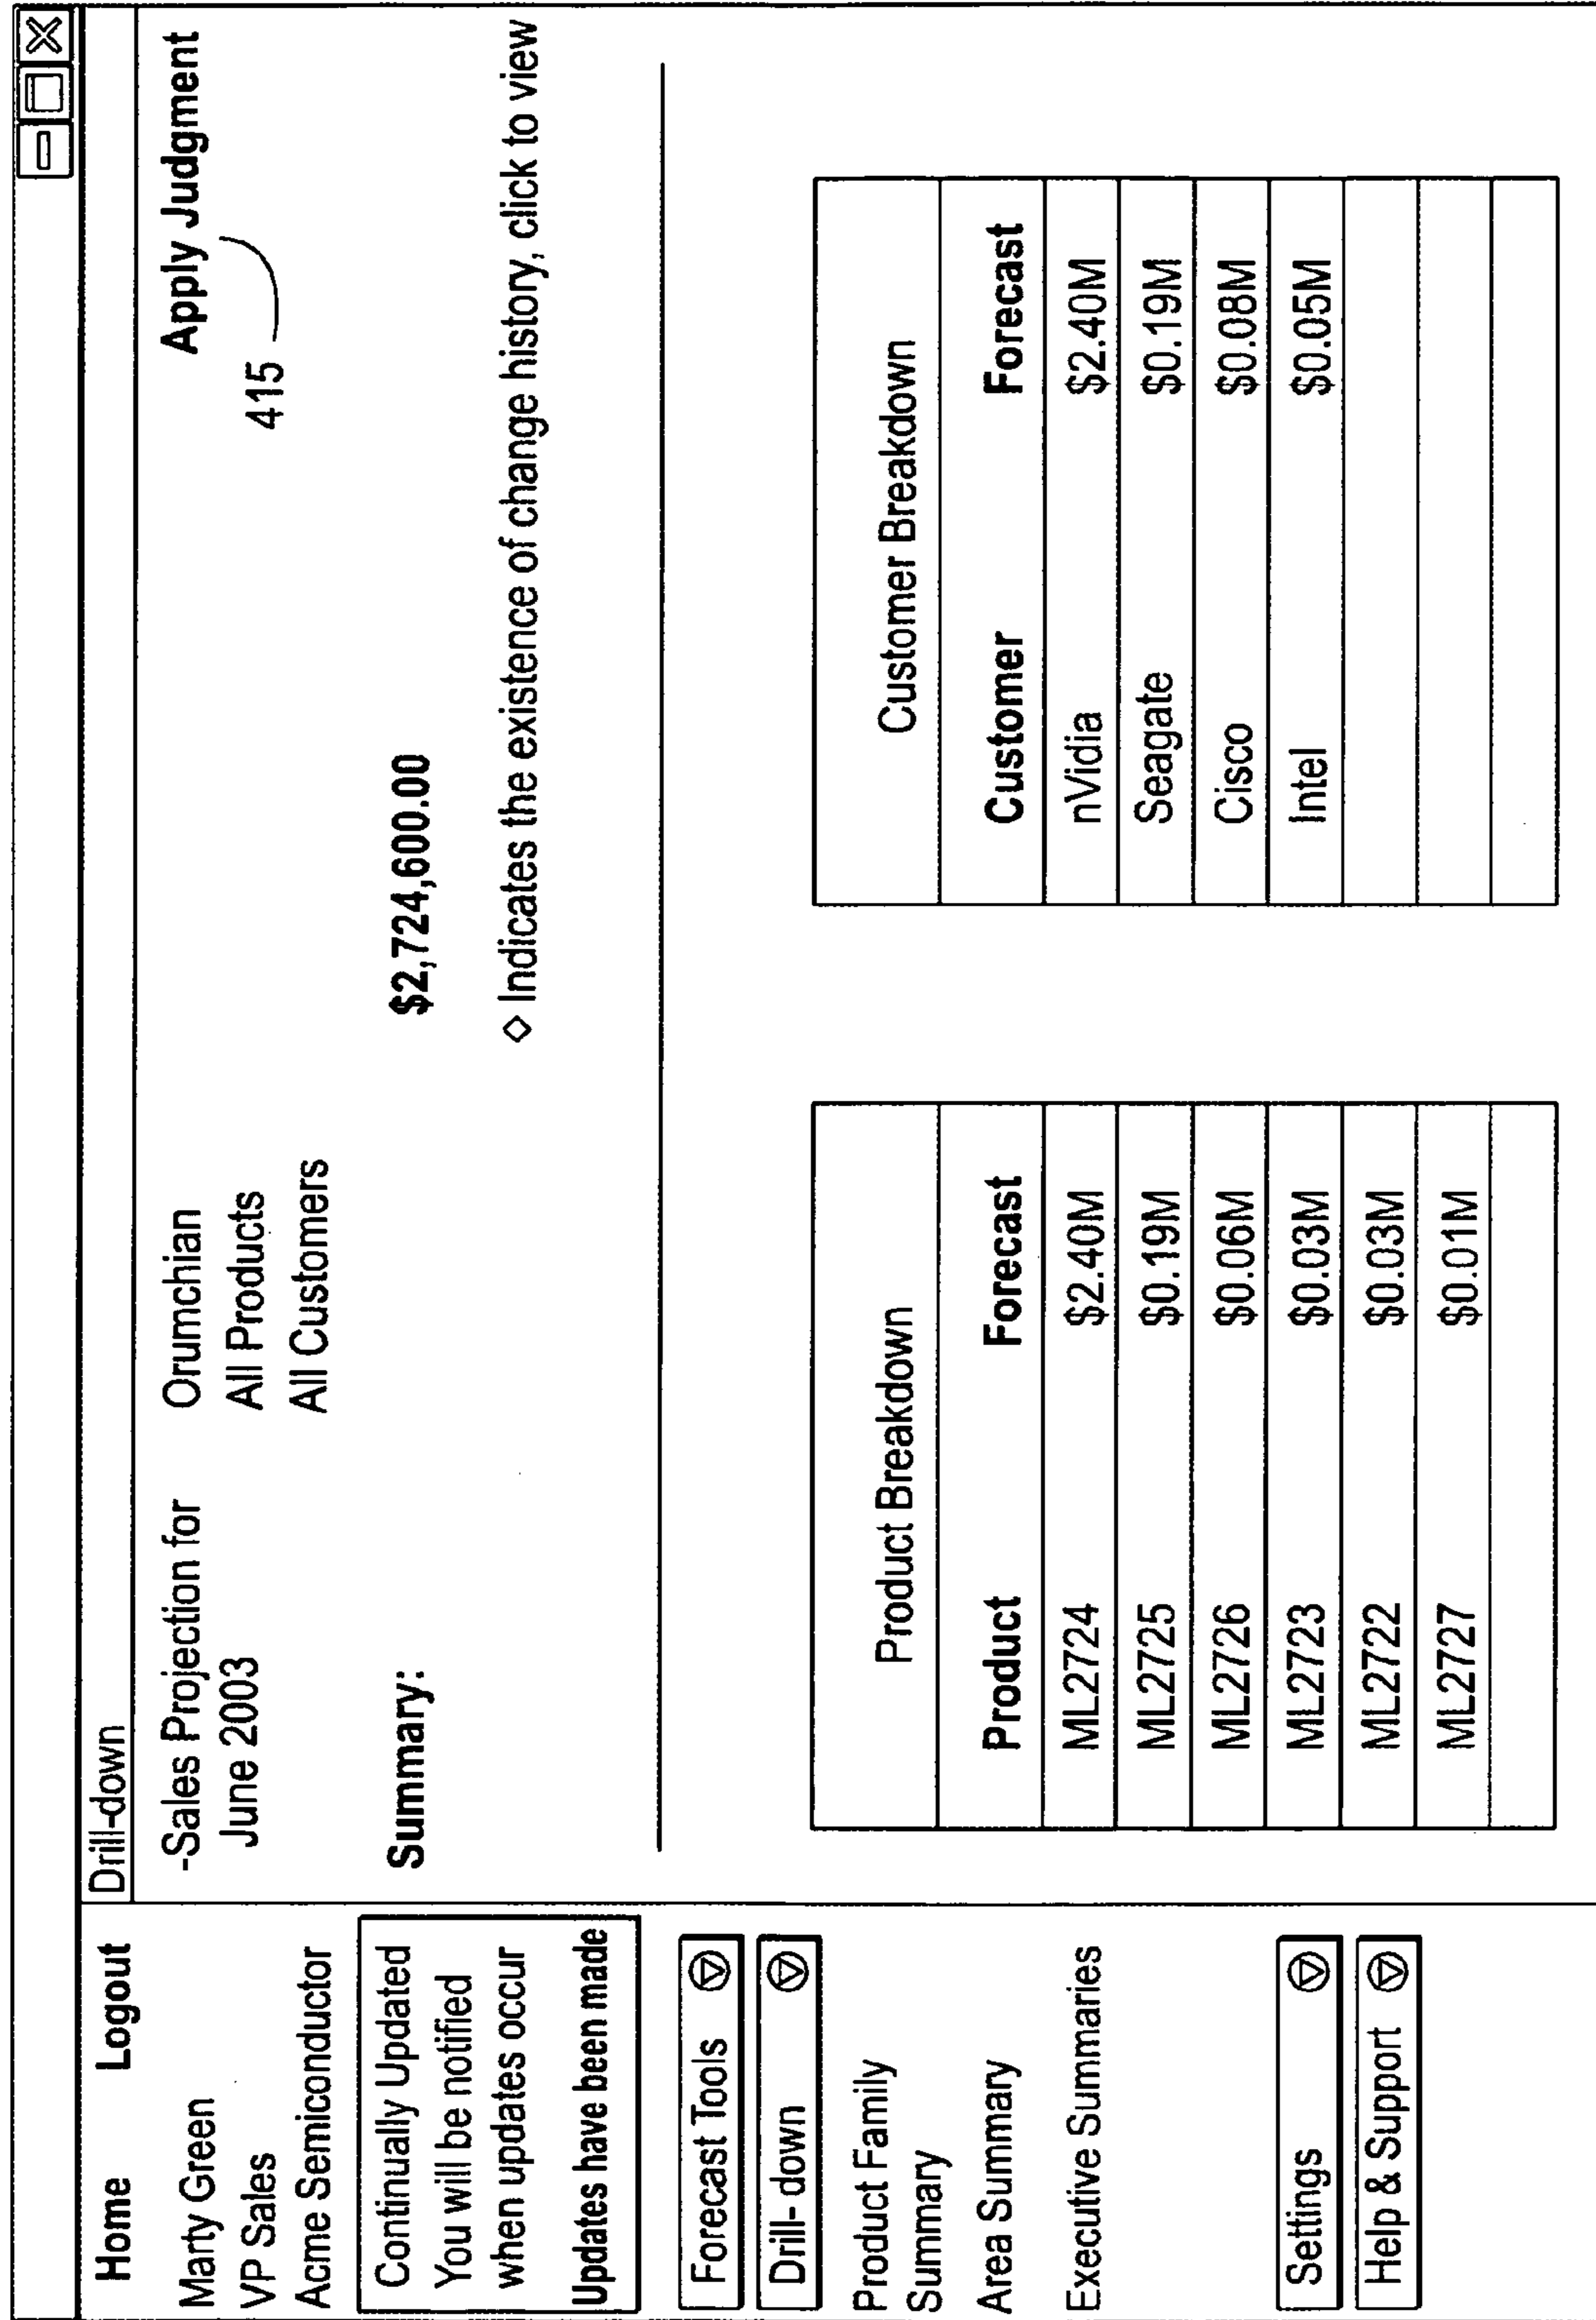 Home Logout
Marty Green
VP Sales
Acme Semiconductor
Continually Updated
You will be notified
when updates occur
Updates have been made
Forecast Tools
Drill- down
Product Family
Summary
Area Summary
Executive Summaries
Settings
Help & Support
Drill-down
-Sales Projection for
June 2003
Orumchian
All Products
All Customers
Apply Judgment
415
Summary:
$2,724,600.00
◇ Indicates the existence of change history, click to view
Product Breakdown
Product Forecast
ML2724 $2.40M
ML2725 $0.19M
ML2726 $0.06M
ML2723 $0.03M
ML2722 $0.03M
ML2727 $0.01M
Customer Breakdown
Customer Forecast
nVidia $2.40M
Seagate $0.19M
Cisco $0.08M
Intel $0.05M